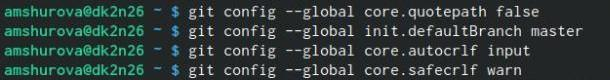 amshurova@dk2n26 ~ $ git config --global core.quotepath false
amshurova@dk2n26 ~ $ git config --global init.defaultBranch master
amshurova@dk2n26 ~ $ git config --global core.autocrlf input
amshurova@dk2n26 ~ $ git config --global core.safecrlf warn